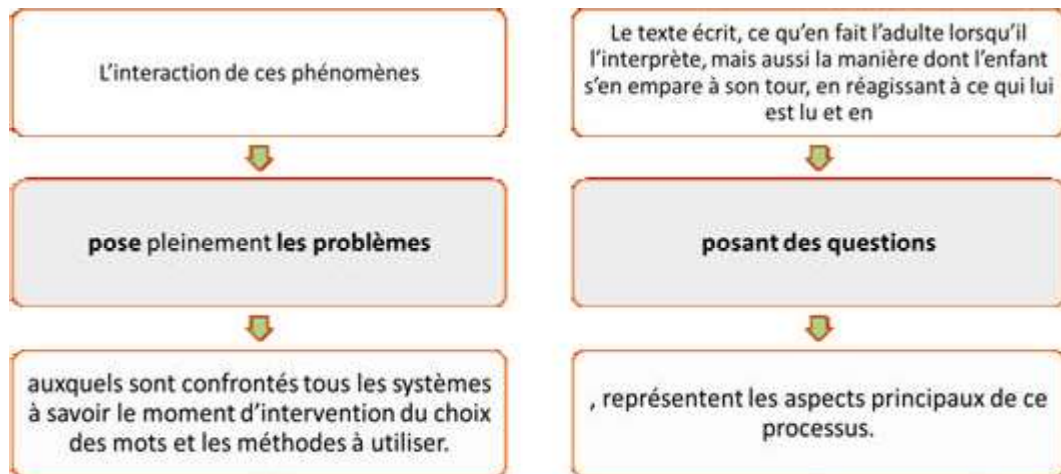 L'interaction de ces phénomènes
pose pleinement les problèmes
auxquels sont confrontés tous les systèmes
à savoir le moment d'intervention du choix
des mots et les méthodes à utiliser.
Le texte écrit, ce qu'en fait l'adulte lorsqu'il
l'interprète, mais aussi la manière dont l'enfant
s'en empare à son tour, en réagissant à ce qui lui
est lu et en
posant des questions
, représentent les aspects principaux de ce
processus.